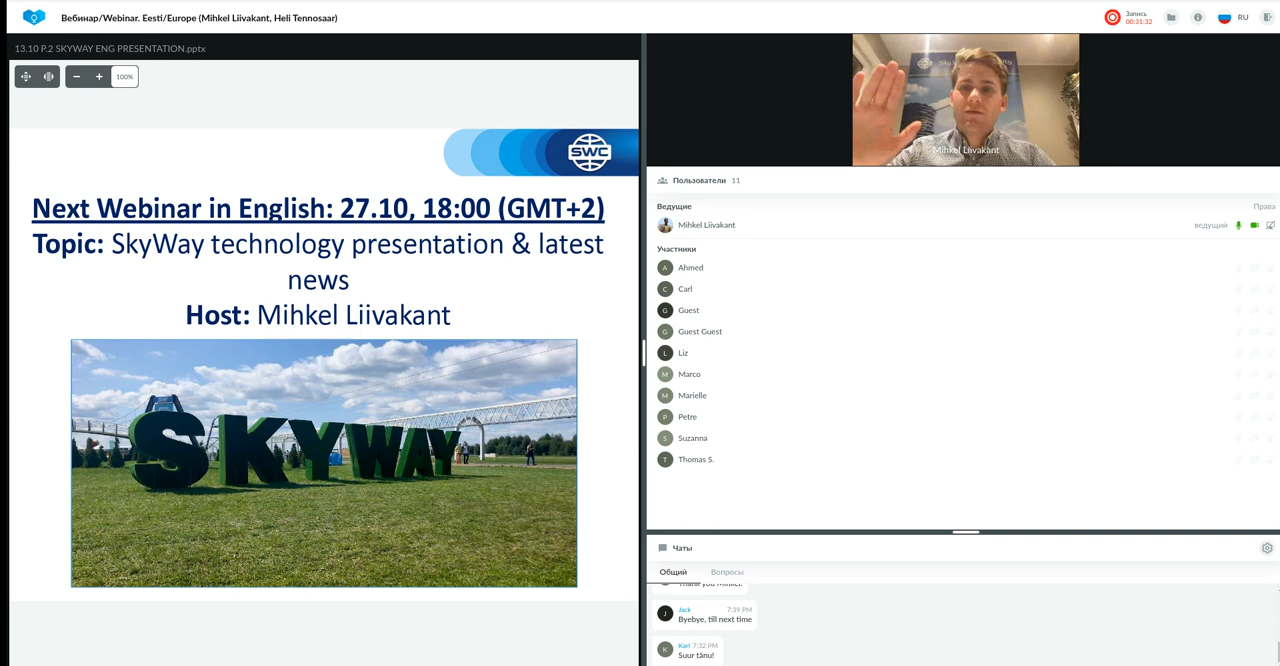 Вебинар/Webinar. Eesti/Europe (Mihkel Liivakant, Heli Tennosaar)
Запись
00:31:32
RU
13.10 P.2 SKYWAY ENG PRESENTATION.pptx
100%
SWC
Next Webinar in English: 27.10, 18:00 (GMT+2)
Topic: SkyWay technology presentation & latest
news
Host: Mihkel Liivakant
SKYWAY
Mihkel Liivakant
Пользователи 11
Ведущие Права
Mihkel Liivakant ведущий
Участники
A Ahmed
C Carl
G Guest
G Guest Guest
L Liz
M Marco
M Marielle
P Petre
S Suzanna
T Thomas S.
Чаты
Общий Вопросы
Thank you Mihkel.
J Jack 7:39 PM
Byebye, till next time
K Karl 7:32 PM
Suur tänu!